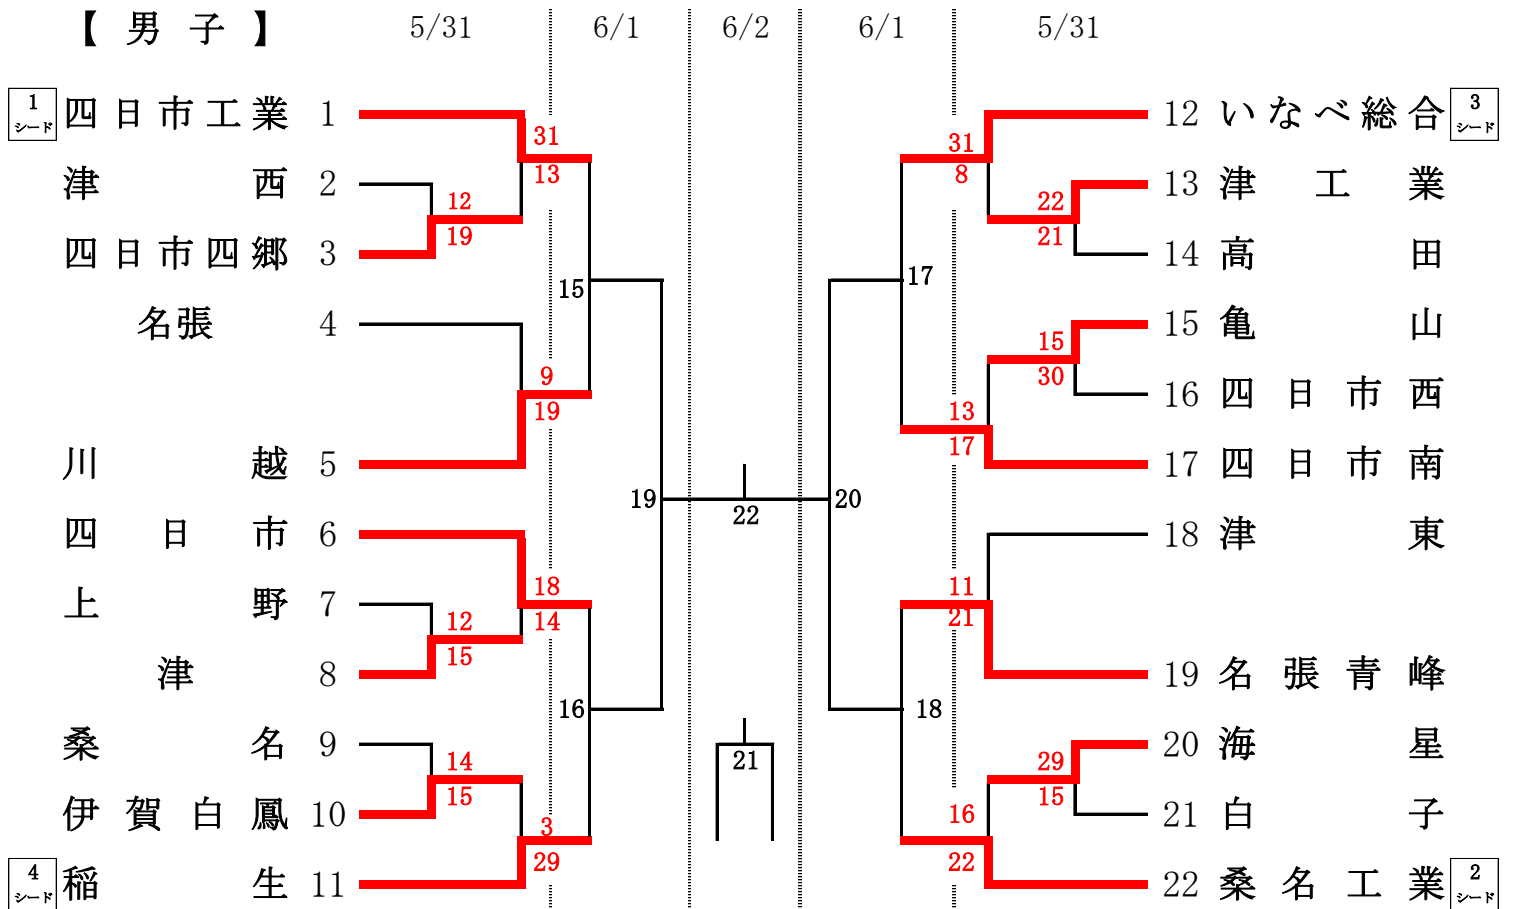 【 男 子 】 5/31 6/1 6/2 6/1 5/31
1 シード 四日市工業 1
12 いなべ総合 3 シード
31
13
31
8
津西 2
13 津工業
12
19
22
21
四日市四郷 3
14 高田
15
17
名張 4
15 亀山
15
30
9
19
16 四日市西
13
17
川越 5
17 四日市南
19
22
20
四日市 6
18 津東
18
14
11
21
上野 7
12
15
津 8
19 名張青峰
16
18
桑名 9
20 海星
14
15
21
29
15
伊賀白鳳 10
21 白子
3
29
16
22
4 シード 稲生 11
22 桑名工業 2 シード